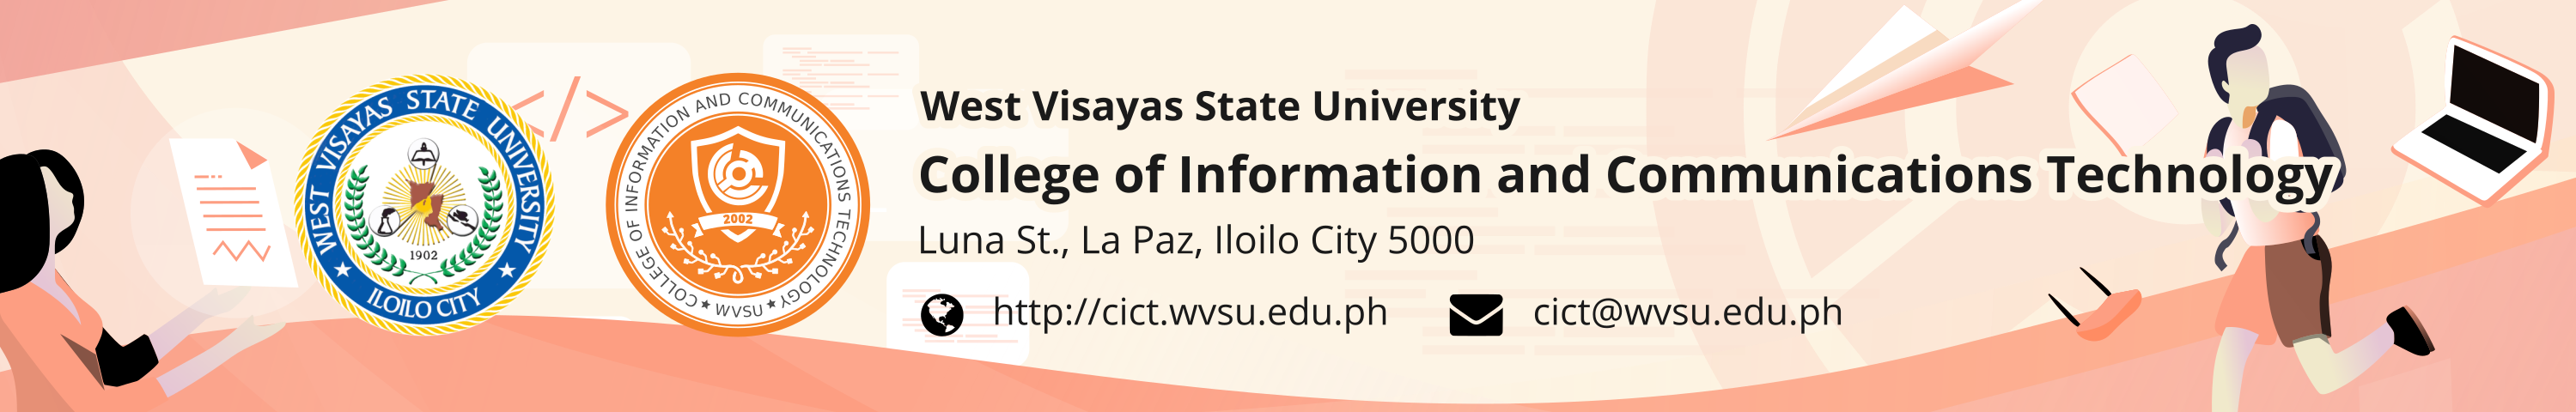 WEST VISAYAS STATE UNIVERSITY
1902
ILOILO CITY
</>
COLLEGE OF INFORMATION AND COMMUNICATIONS TECHNOLOGY
2002
★ WVSU ★
West Visayas State University
College of Information and Communications Technology
Luna St., La Paz, Iloilo City 5000
http://cict.wvsu.edu.ph
cict@wvsu.edu.ph